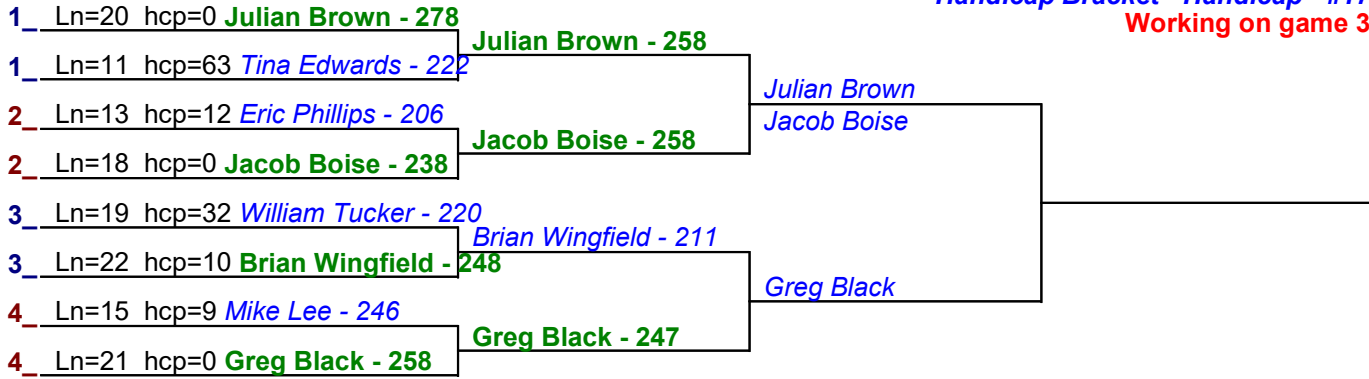 Handicap Bracket - Handicap - #17
Working on game 3
1_ Ln=20 hcp=0 Julian Brown - 278
Julian Brown - 258
1_ Ln=11 hcp=63 Tina Edwards - 222
Julian Brown
2_ Ln=13 hcp=12 Eric Phillips - 206
Jacob Boise
Jacob Boise - 258
2_ Ln=18 hcp=0 Jacob Boise - 238
3_ Ln=19 hcp=32 William Tucker - 220
Brian Wingfield - 211
3_ Ln=22 hcp=10 Brian Wingfield - 248
Greg Black
4_ Ln=15 hcp=9 Mike Lee - 246
Greg Black - 247
4_ Ln=21 hcp=0 Greg Black - 258